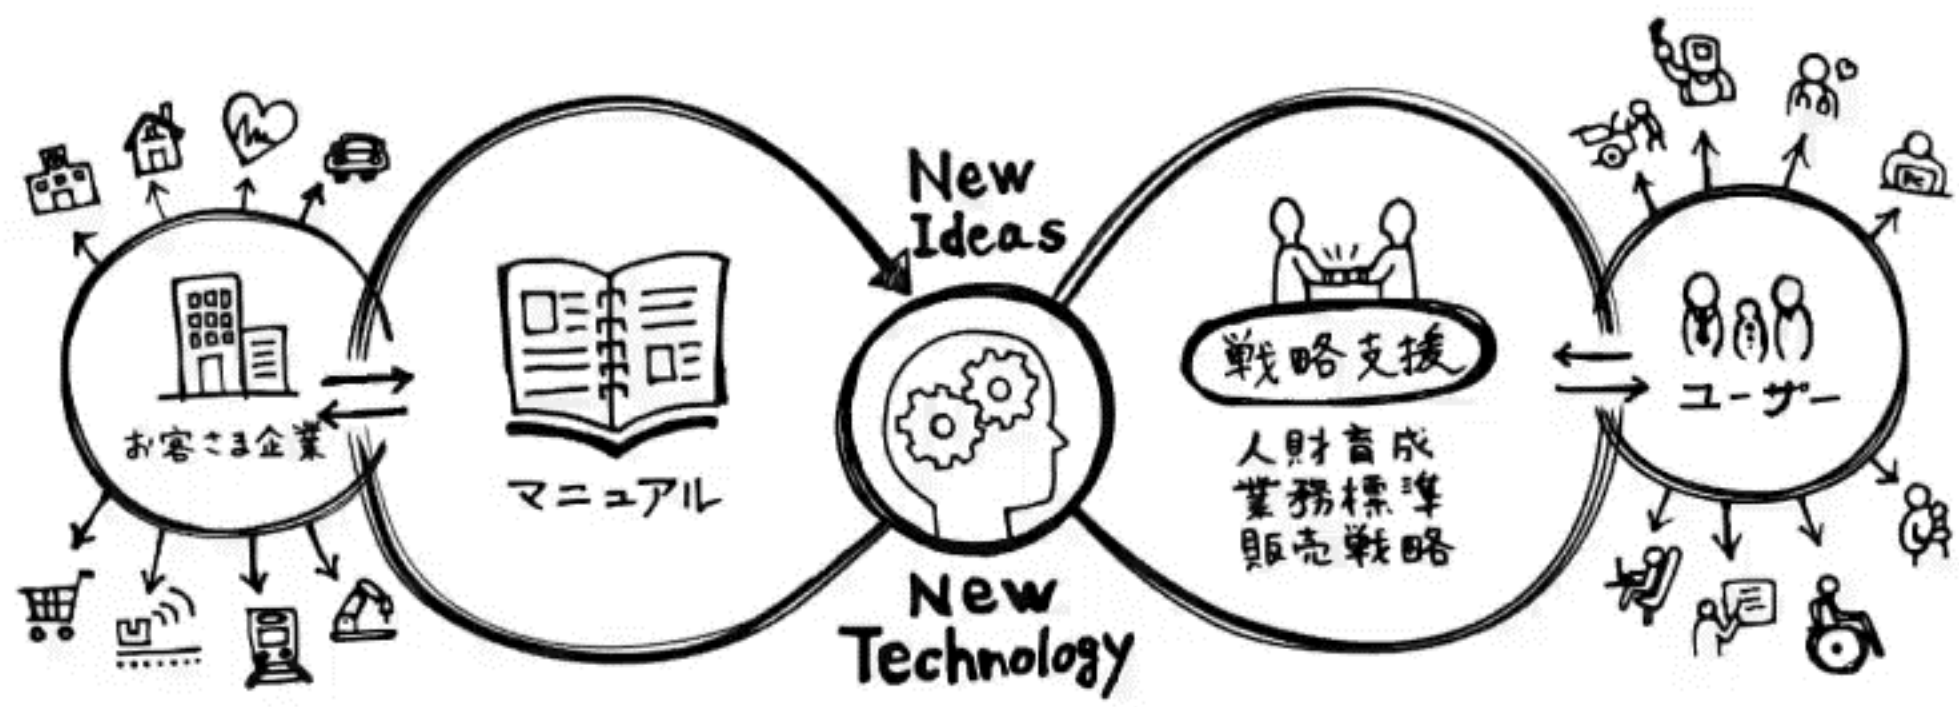 お客さま企業
マニュアル
New
Ideas
New
Technology
戦略支援
人財育成
業務標準
販売戦略
ユーザー
PC